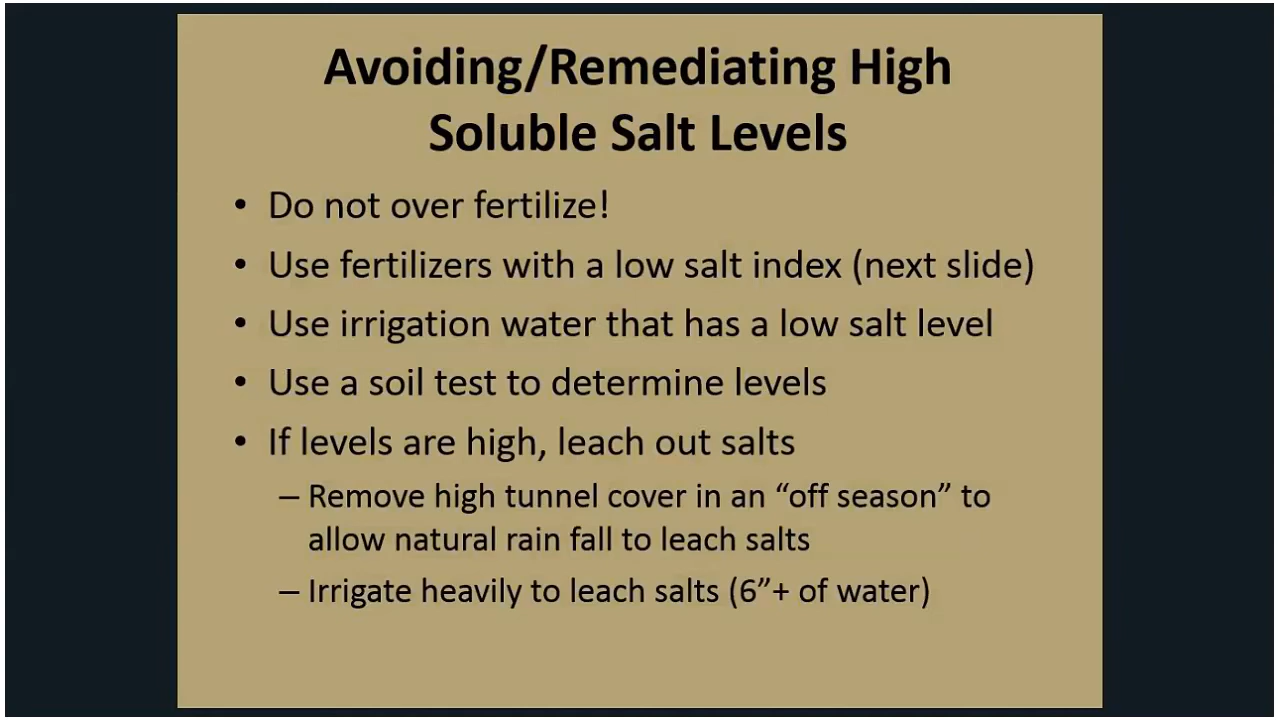 Avoiding/Remediating High
Soluble Salt Levels
• Do not over fertilize!
• Use fertilizers with a low salt index (next slide)
• Use irrigation water that has a low salt level
• Use a soil test to determine levels
• If levels are high, leach out salts
– Remove high tunnel cover in an “off season” to
allow natural rain fall to leach salts
– Irrigate heavily to leach salts (6”+ of water)